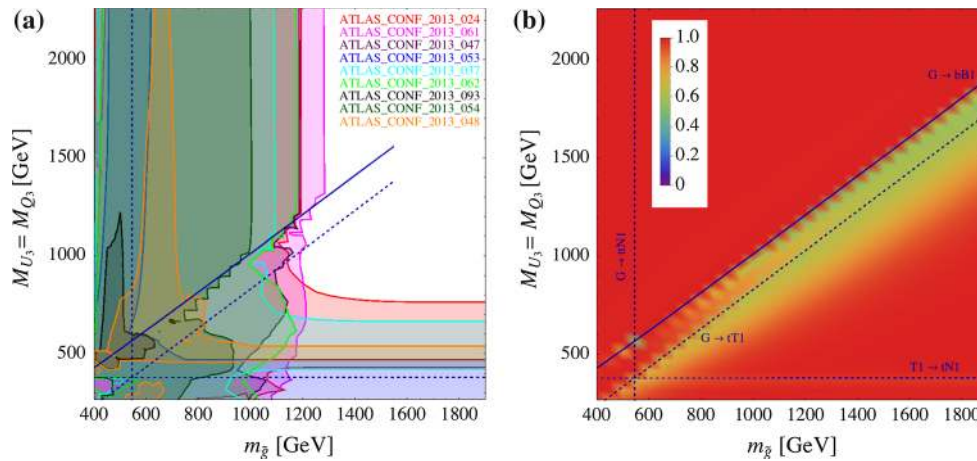 (a)
2000
1500
1000
500
M_{U_3} = M_{Q_3} [GeV]
ATLAS_CONF_2013_024
ATLAS_CONF_2013_061
ATLAS_CONF_2013_047
ATLAS_CONF_2013_053
ATLAS_CONF_2013_037
ATLAS_CONF_2013_062
ATLAS_CONF_2013_093
ATLAS_CONF_2013_054
ATLAS_CONF_2013_048
400 600 800 1000 1200 1400 1600 1800
m_{g̃} [GeV]
(b)
2000
1500
1000
500
M_{U_3} = M_{Q_3} [GeV]
1.0
0.8
0.6
0.4
0.2
0
G → bB1
G → ttN1
G → tT1
T1 → tN1
400 600 800 1000 1200 1400 1600 1800
m_{g̃} [GeV]